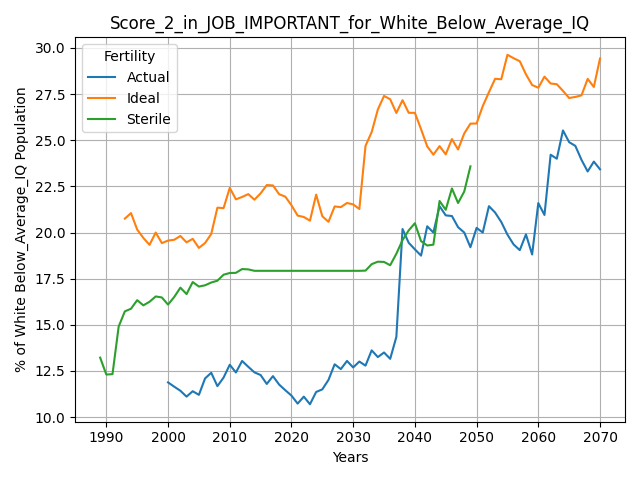 Score_2_in_JOB_IMPORTANT_for_White_Below_Average_IQ
Fertility
Actual
Ideal
Sterile
% of White Below_Average_IQ Population
30.0
27.5
25.0
22.5
20.0
17.5
15.0
12.5
10.0
1990 2000 2010 2020 2030 2040 2050 2060 2070
Years